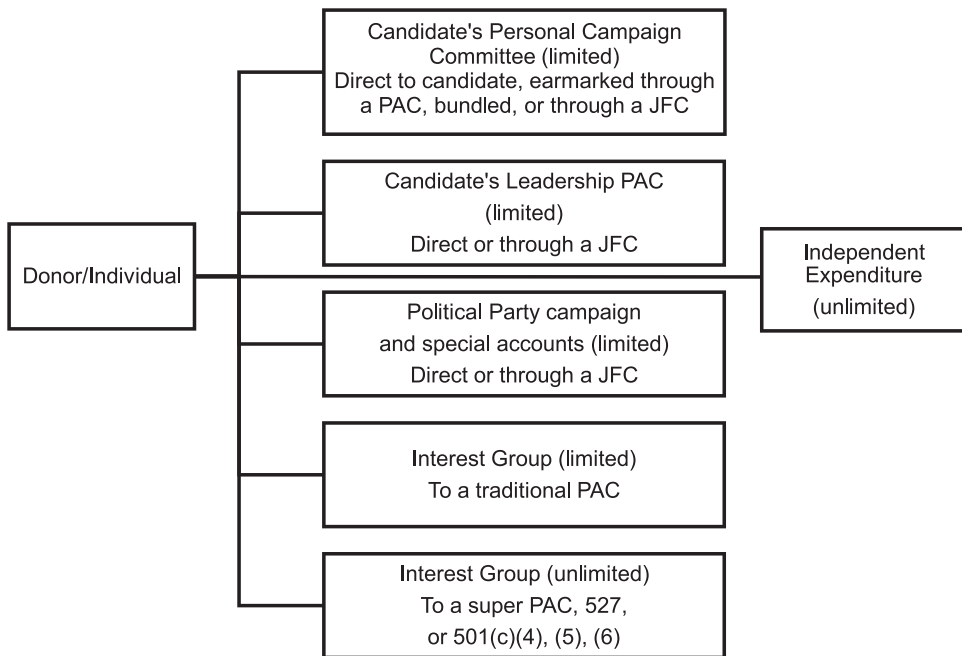 Candidate's Personal Campaign
Committee (limited)
Direct to candidate, earmarked through
a PAC, bundled, or through a JFC
Candidate's Leadership PAC
(limited)
Direct or through a JFC
Donor/Individual
Independent
Expenditure
(unlimited)
Political Party campaign
and special accounts (limited)
Direct or through a JFC
Interest Group (limited)
To a traditional PAC
Interest Group (unlimited)
To a super PAC, 527,
or 501(c)(4), (5), (6)